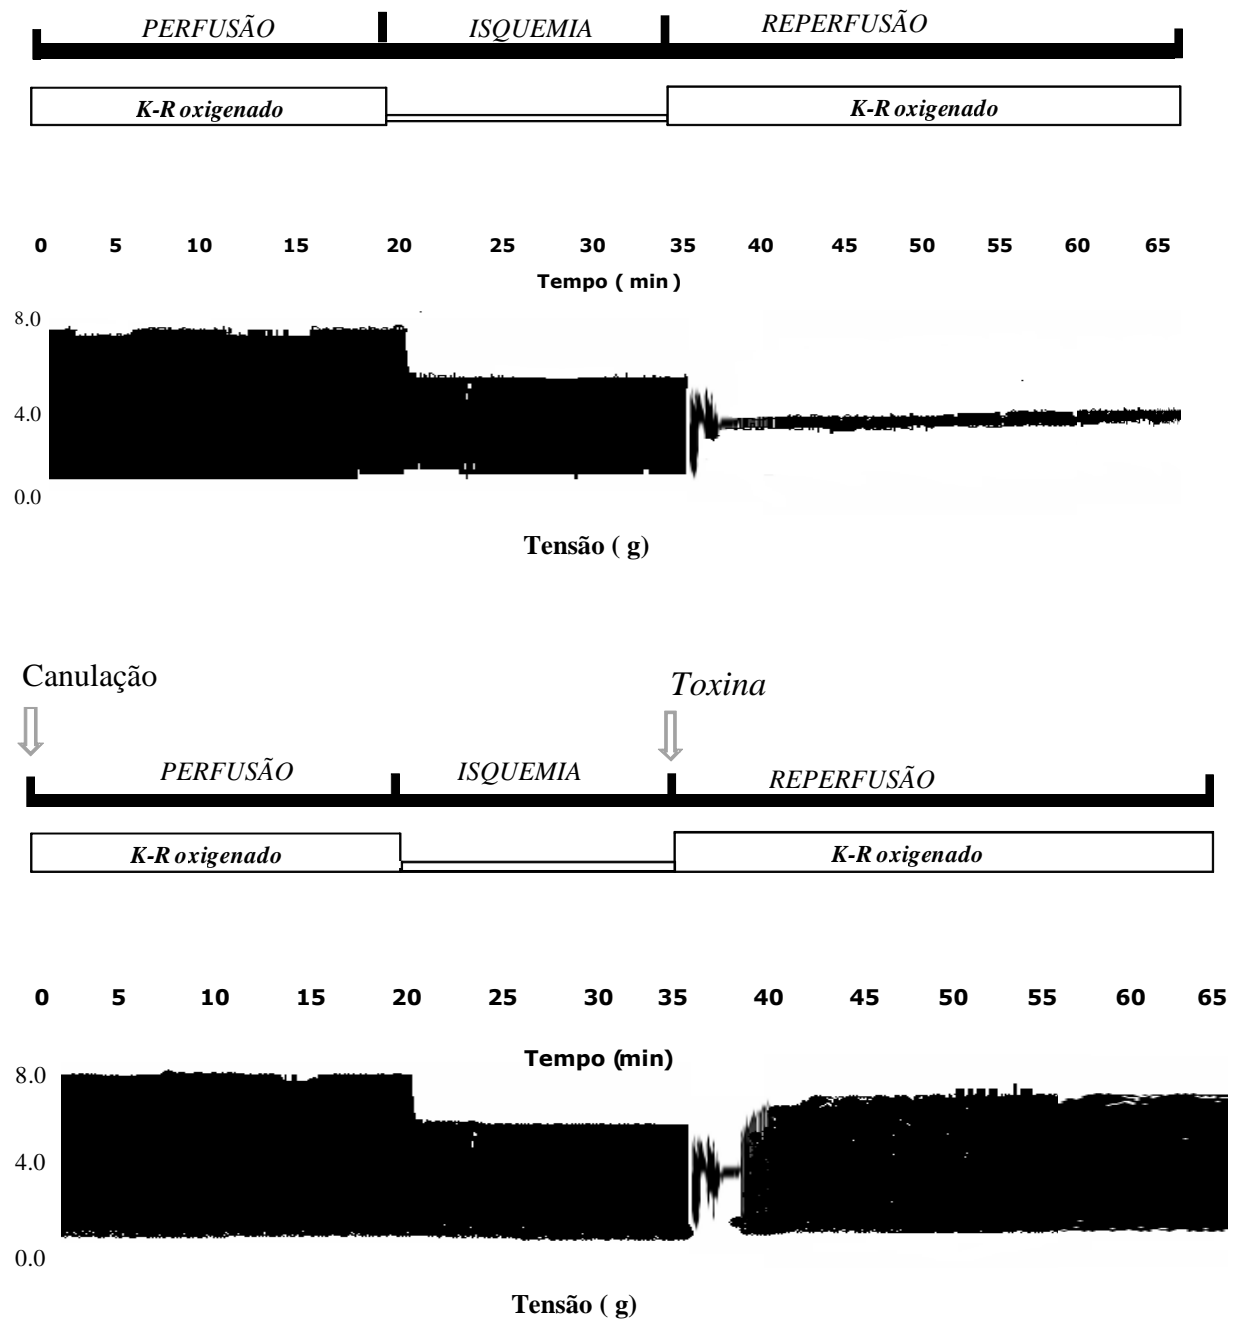 PERFUSÃO ISQUEMIA REPERFUSÃO
K-R oxigenado K-R oxigenado
0 5 10 15 20 25 30 35 40 45 50 55 60 65
Tempo ( min )
8.0
4.0
0.0
Tensão ( g)
Canulação Toxina
PERFUSÃO ISQUEMIA REPERFUSÃO
K-R oxigenado K-R oxigenado
0 5 10 15 20 25 30 35 40 45 50 55 60 65
Tempo (min)
8.0
4.0
0.0
Tensão ( g)